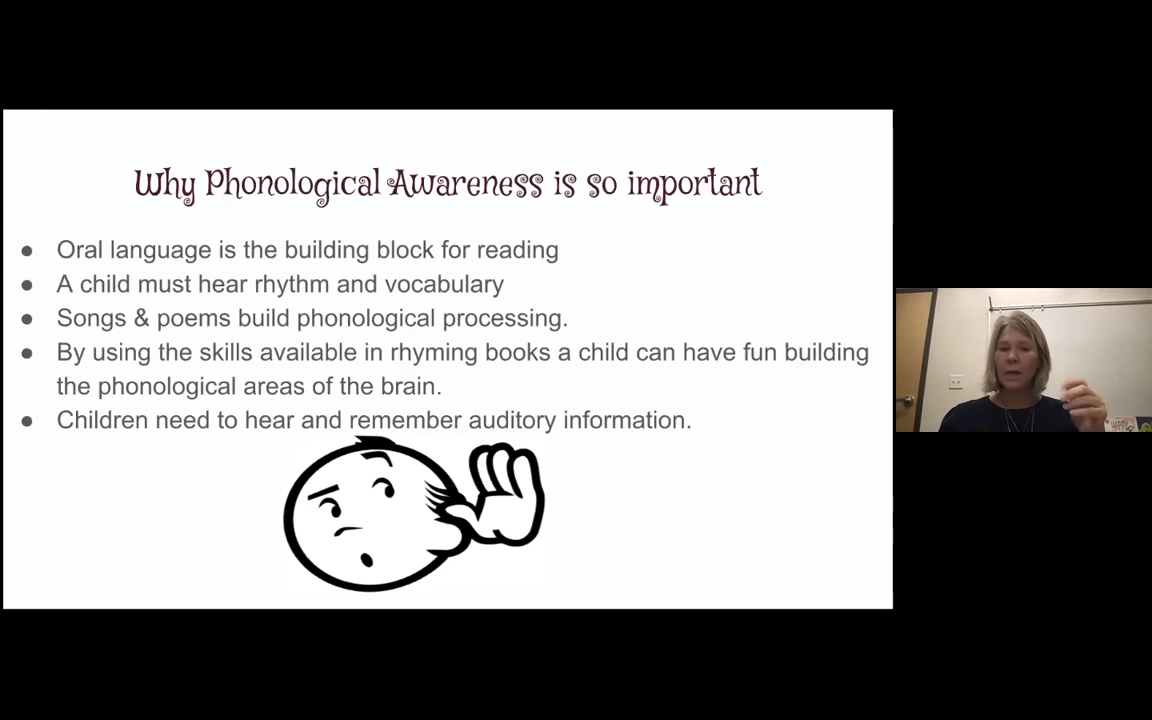 Why Phonological Awareness is so important
● Oral language is the building block for reading
● A child must hear rhythm and vocabulary
● Songs & poems build phonological processing.
● By using the skills available in rhyming books a child can have fun building
the phonological areas of the brain.
● Children need to hear and remember auditory information.